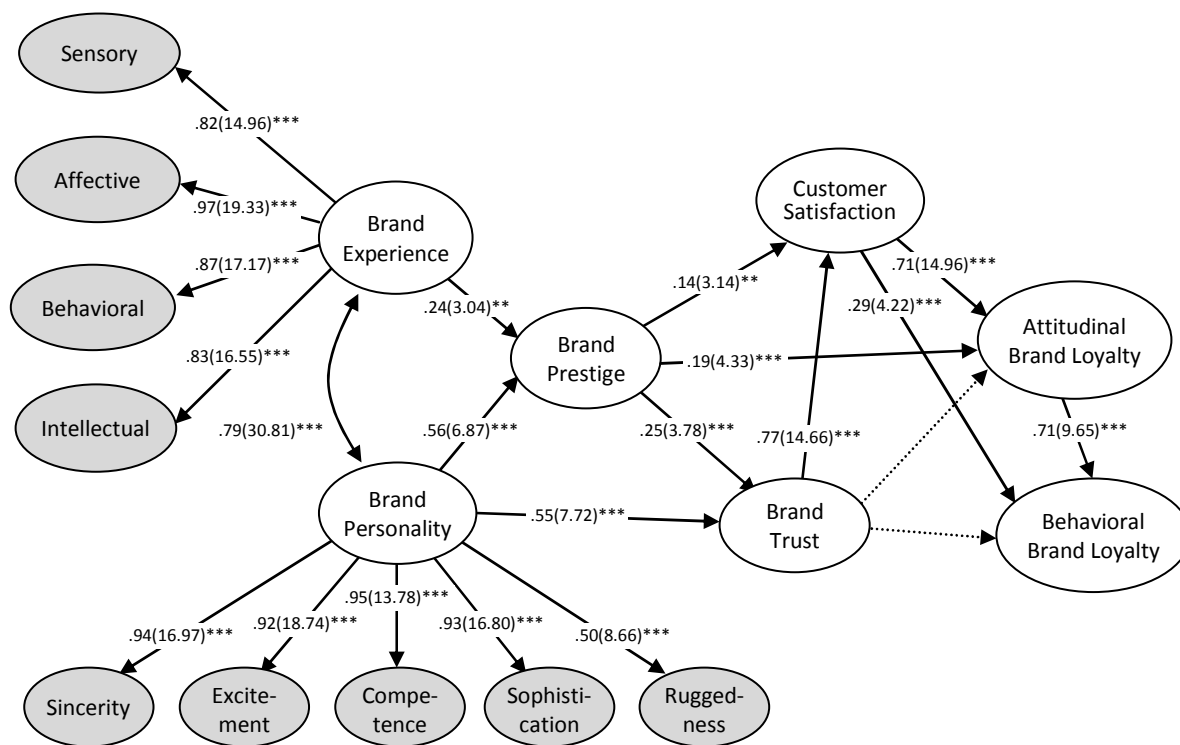 Sensory
.82(14.96)***
Affective
.97(19.33)***
Customer
Satisfaction
Brand
Experience
.87(17.17)***
.71(14.96)***
Behavioral
.14(3.14)**
.24(3.04)**
.29(4.22)***
Attitudinal
Brand Loyalty
Brand
Prestige
.83(16.55)***
.19(4.33)***
Intellectual
.79(30.81)***
.56(6.87)***
.25(3.78)***
.77(14.66)***
.71(9.65)***
Brand
Personality
.55(7.72)***
Brand
Trust
Behavioral
Brand Loyalty
.95(13.78)***
.94(16.97)***
.92(18.74)***
.93(16.80)***
.50(8.66)***
Sincerity
Excite-
ment
Compe-
tence
Sophisti-
cation
Rugged-
ness